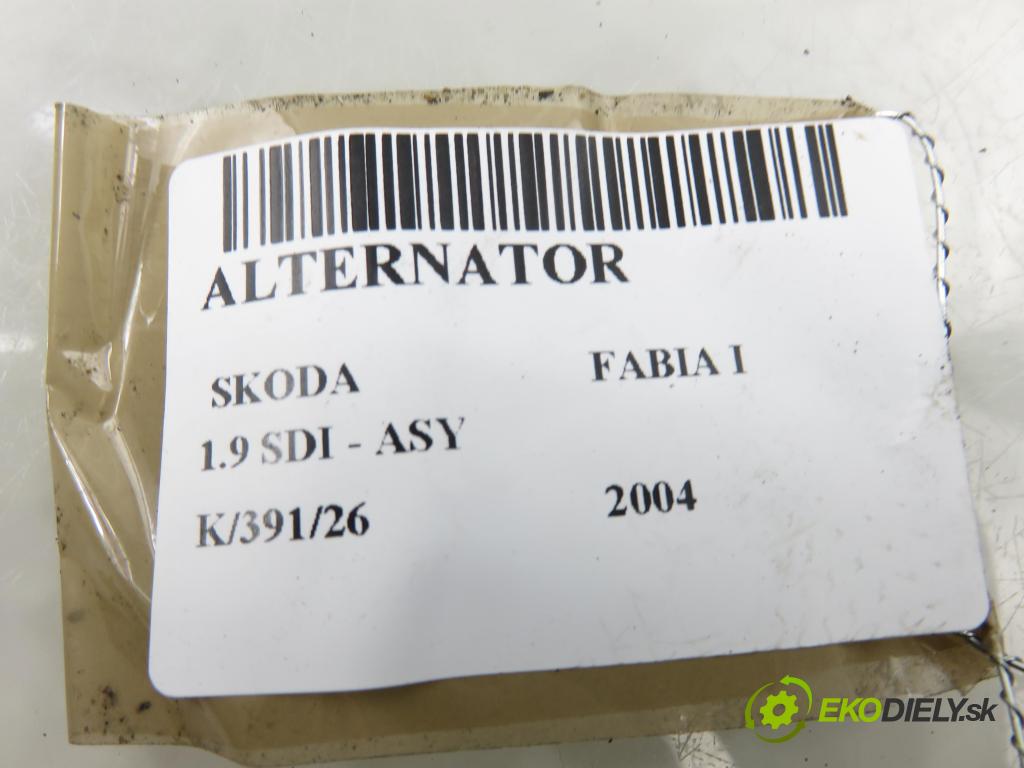 ALTERNATOR
SKODA FABIA I
1.9 SDI - ASY
K/391/26 2004
EKODIELY.sk